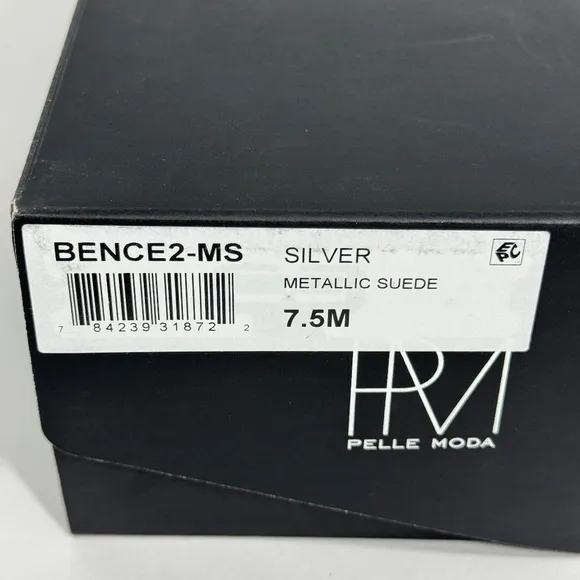 BENCE2-MS
SILVER
METALLIC SUEDE
7.5M
7 84239 31872 2
PM
PELLE MODA